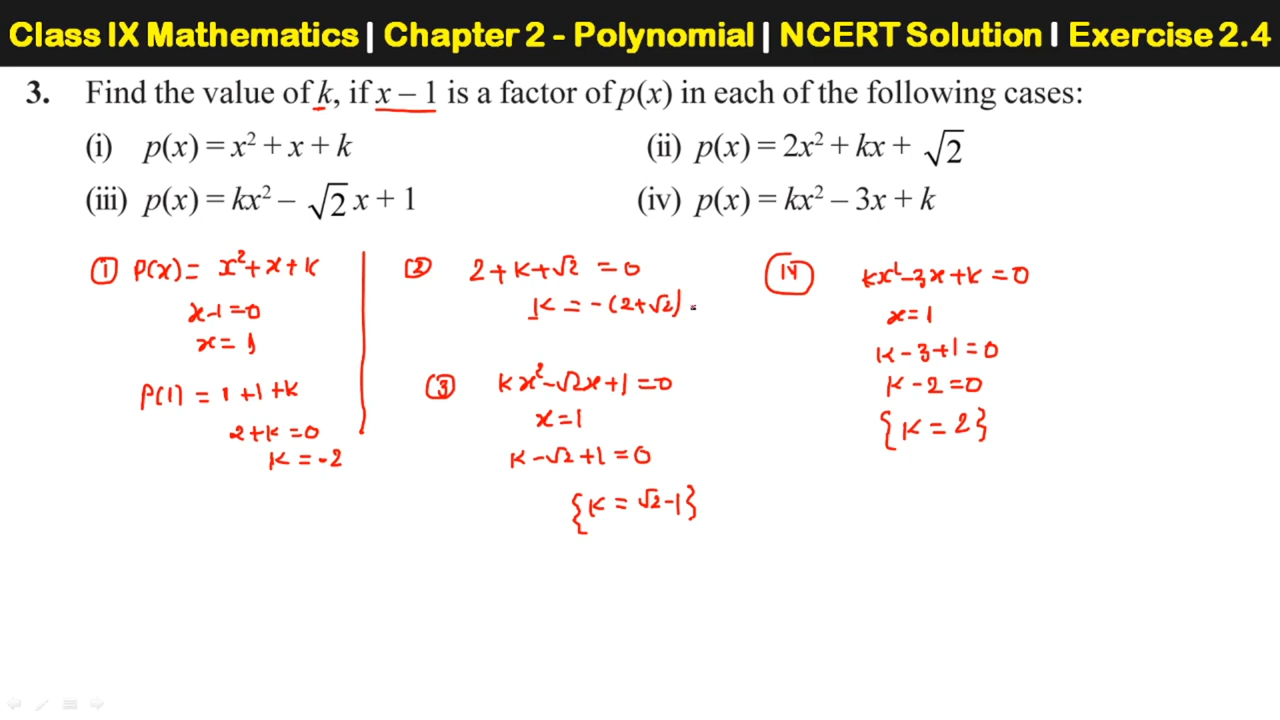 Class IX Mathematics | Chapter 2 - Polynomial | NCERT Solution | Exercise 2.4
3. Find the value of k, if x – 1 is a factor of p(x) in each of the following cases:
(i) p(x) = x² + x + k
(ii) p(x) = 2x² + kx + √2
(iii) p(x) = kx² – √2 x + 1
(iv) p(x) = kx² – 3x + k
① P(x) = x²+x+k
x-1=0
x=1
P(1) = 1+1+k
2+k=0
k=-2
② 2+k+√2 =0
k = -(2+√2)
③ kx²-√2x+1=0
x=1
k-√2+1=0
{k = √2-1}
iv kx²-3x+k=0
x=1
k-3+1=0
k-2=0
{k=2}